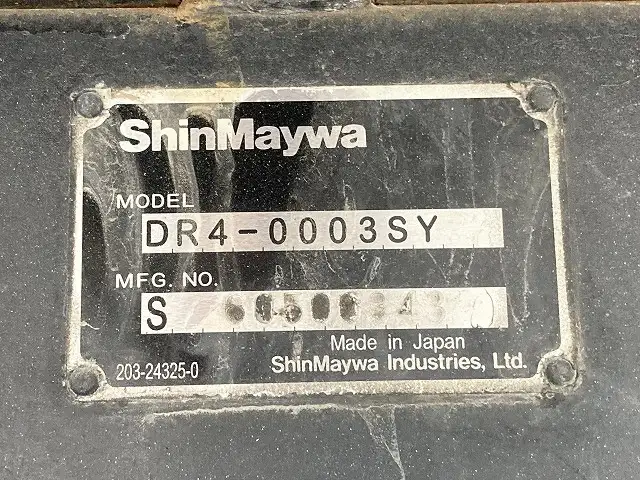 ShinMaywa
MODEL
DR4-0003SY
MFG. NO.
S
Made in Japan
203-24325-0
ShinMaywa Industries, Ltd.